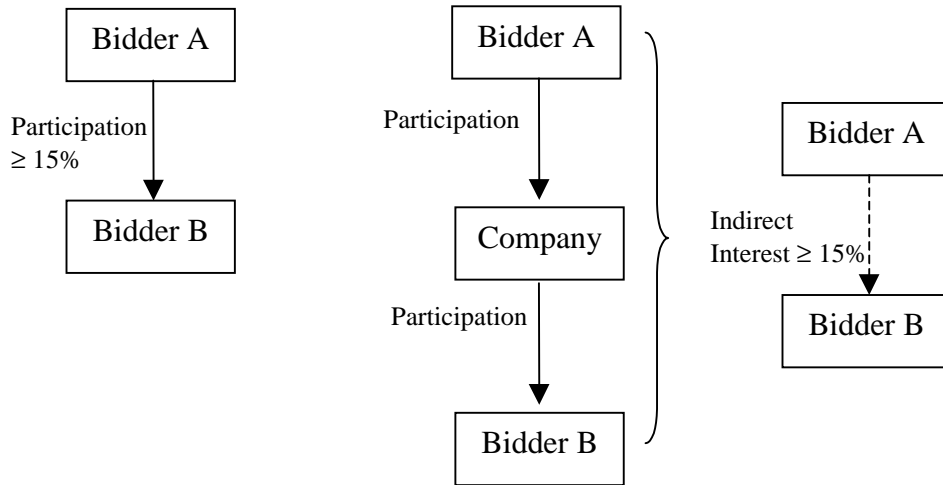 Bidder A
Participation
≥ 15%
Bidder B
Bidder A
Participation
Company
Participation
Bidder B
Bidder A
Indirect
Interest ≥ 15%
Bidder B